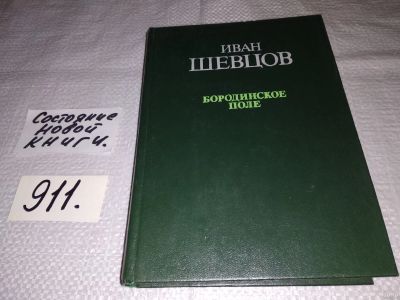 ИВАН
ШЕВЦОВ
БОРОДИНСКОЕ
ПОЛЕ
Состояние
новой
книги.
911.